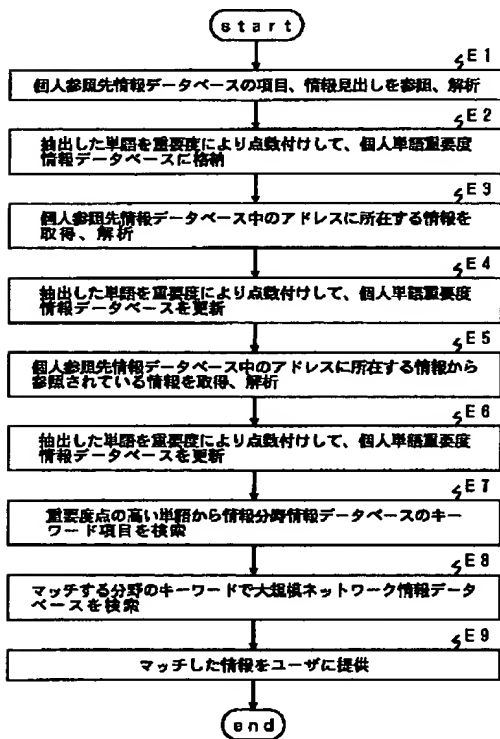 start
E1
個人参照先情報データベースの項目、情報見出しを参照、解析
E2
抽出した単語を重要度により点数付けして、個人単語重要度
情報データベースに格納
E3
個人参照先情報データベース中のアドレスに所在する情報を
取得、解析
E4
抽出した単語を重要度により点数付けして、個人単語重要度
情報データベースを更新
E5
個人参照先情報データベース中のアドレスに所在する情報から
参照されている情報を取得、解析
E6
抽出した単語を重要度により点数付けして、個人単語重要度
情報データベースを更新
E7
重要度点の高い単語から情報分野情報データベースのキー
ワード項目を検索
E8
マッチする分野のキーワードで大規模ネットワーク情報データ
ベースを検索
E9
マッチした情報をユーザに提供
end